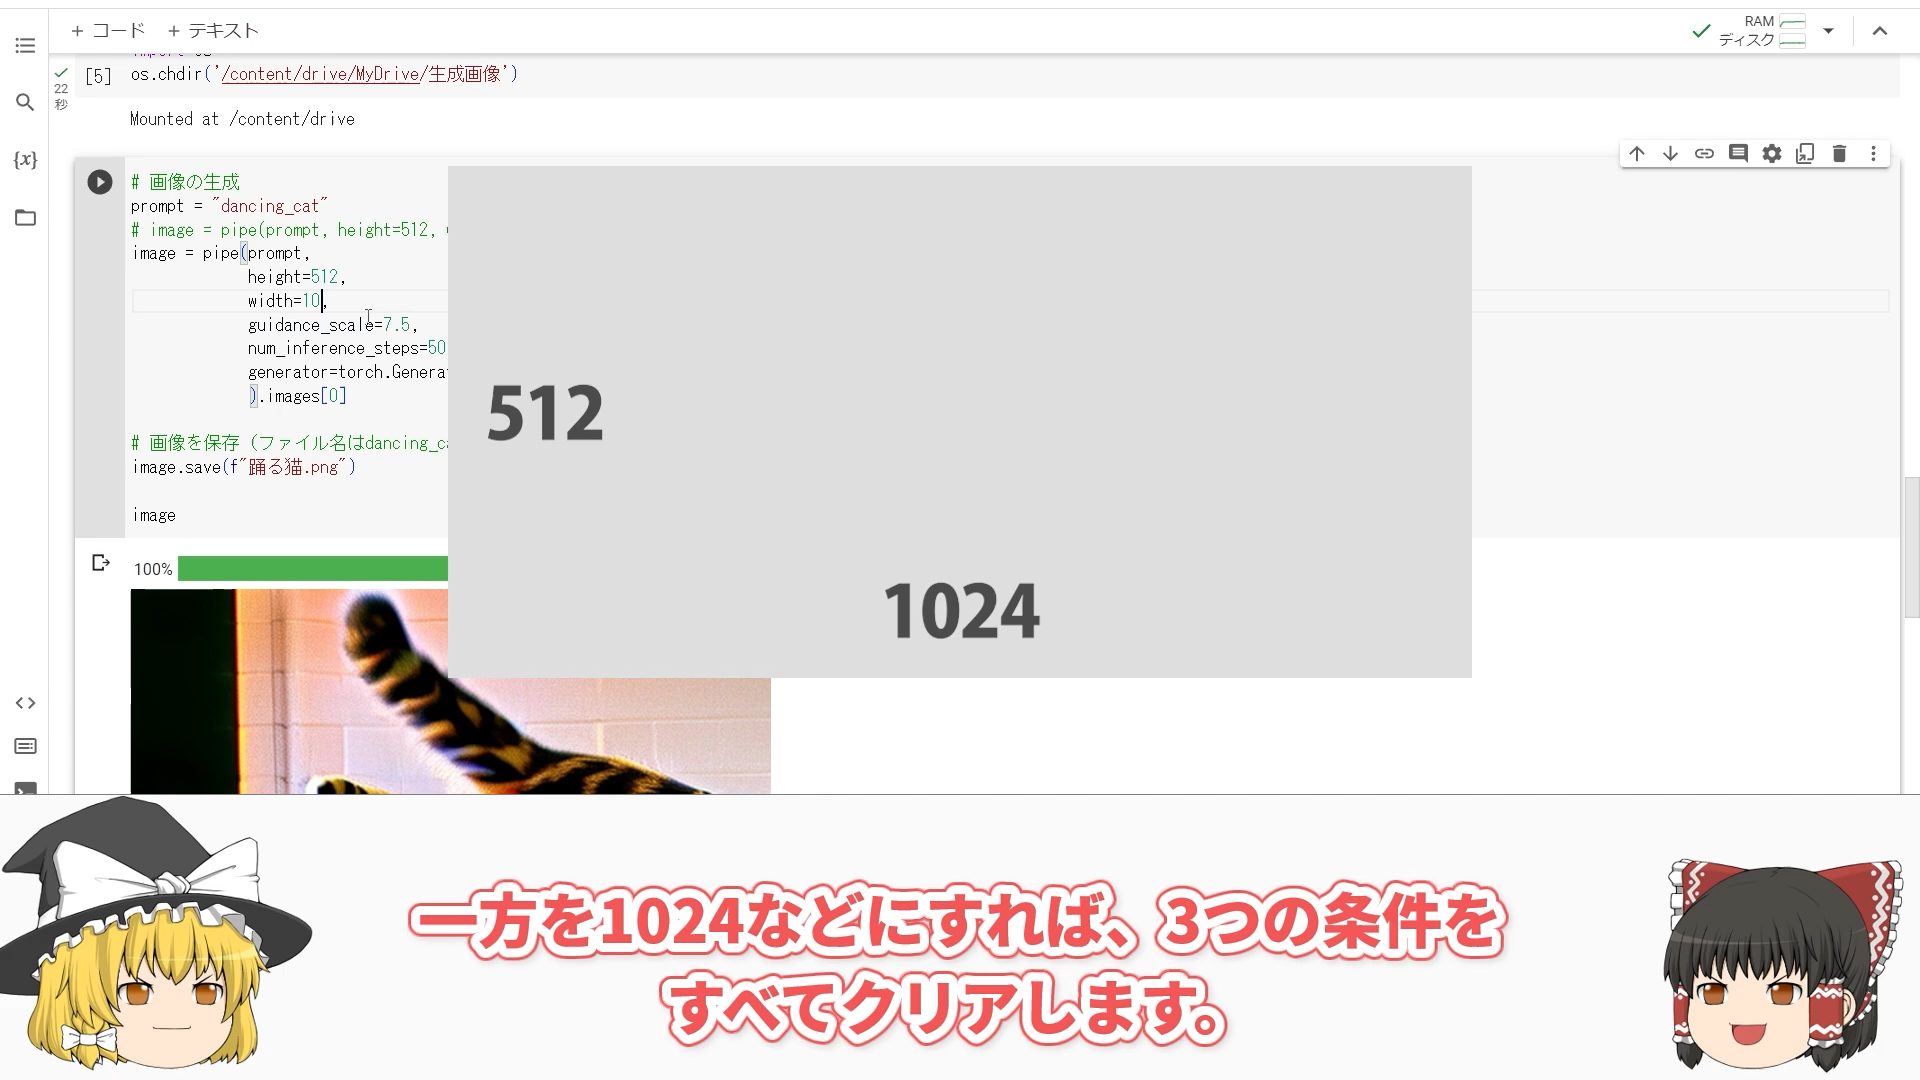 + コード + テキスト
RAM
ディスク
[5]
os.chdir('/content/drive/MyDrive/生成画像')
22
秒
Mounted at /content/drive
{x}
# 画像の生成
prompt = "dancing_cat"
# image = pipe(prompt, height=512,
image = pipe(prompt,
height=512,
width=10,
guidance_scale=7.5,
num_inference_steps=50
generator=torch.Genera
).images[0]
# 画像を保存（ファイル名はdancing_c
image.save(f"踊る猫.png")
image
100%
512
1024
一方を1024などにすれば、3つの条件を
すべてクリアします。